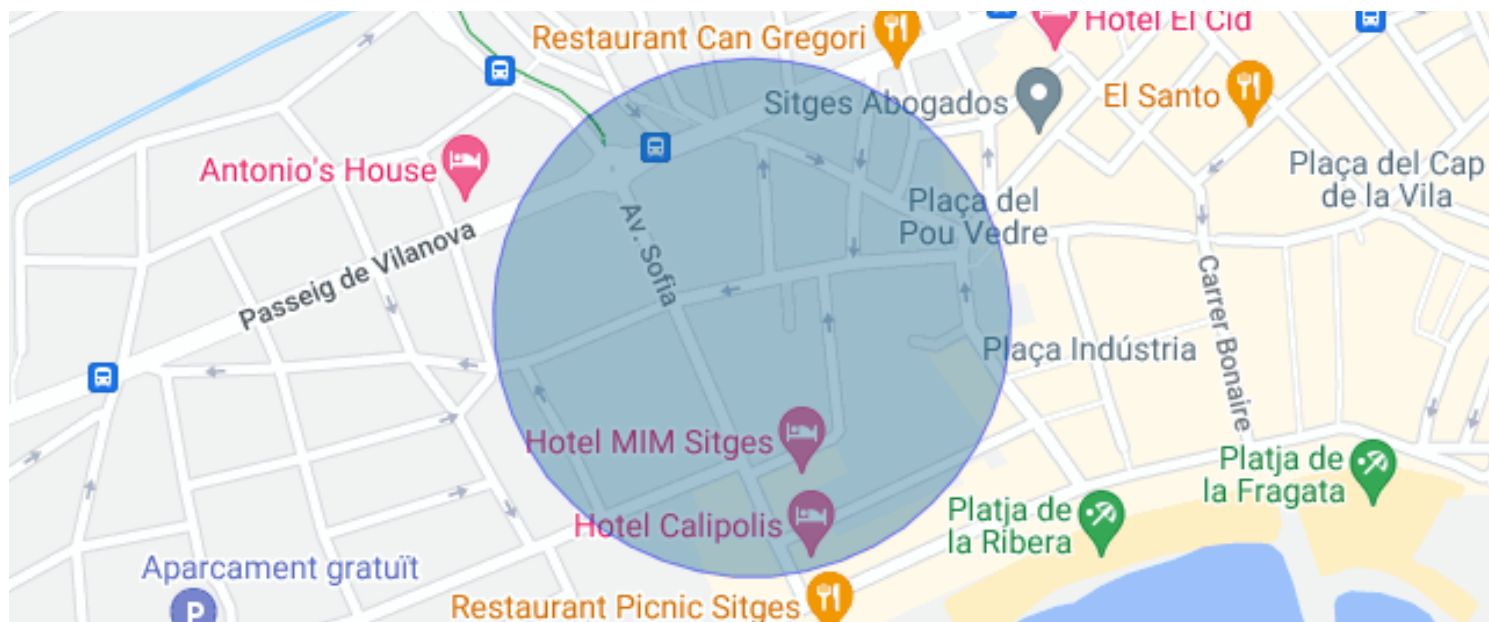 Hotel El Cid
Restaurant Can Gregori
Sitges Abogados
El Santo
Antonio's House
Plaça del Cap
de la Vila
Plaça del
Pou Vedre
Av. Sofia
Passeig de Vilanova
Carrer Bonaire
Plaça Indústria
Hotel MIM Sitges
Platja de
la Fragata
Hotel Calipolis
Platja de
la Ribera
Aparcament gratuït
P
Restaurant Picnic Sitges